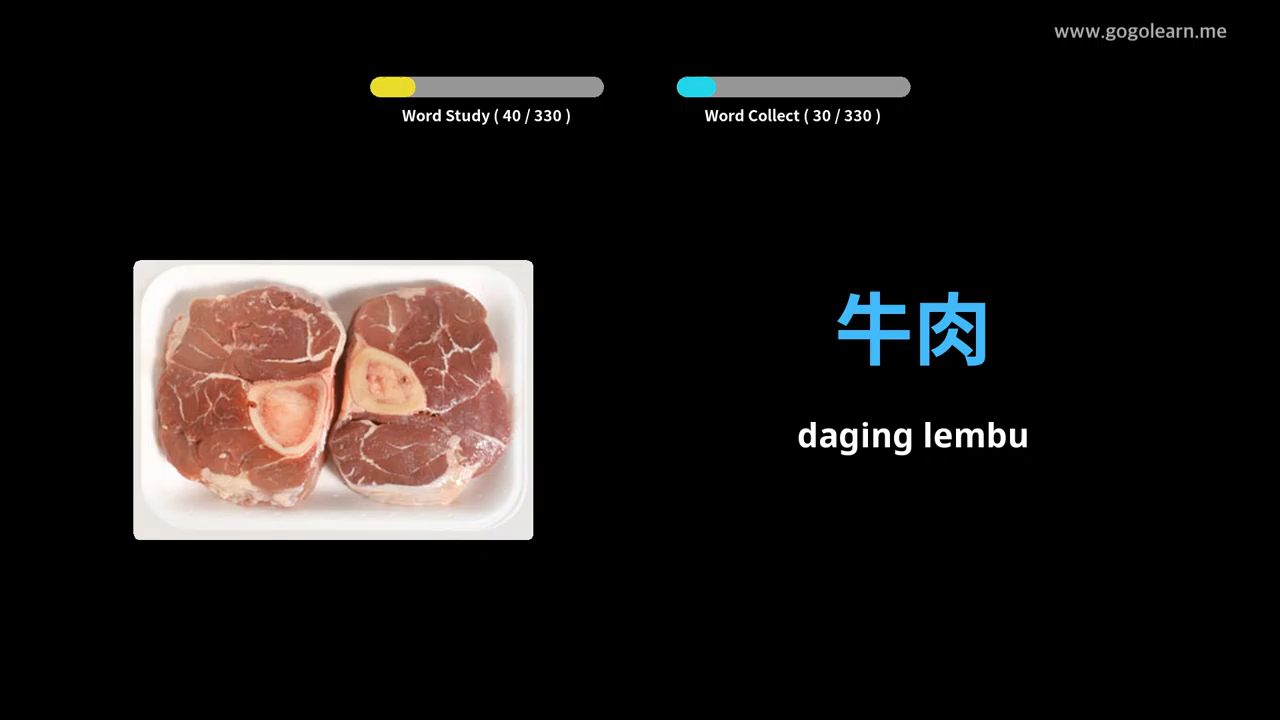 www.gogolearn.me
Word Study ( 40 / 330 )
Word Collect ( 30 / 330 )
牛肉
daging lembu